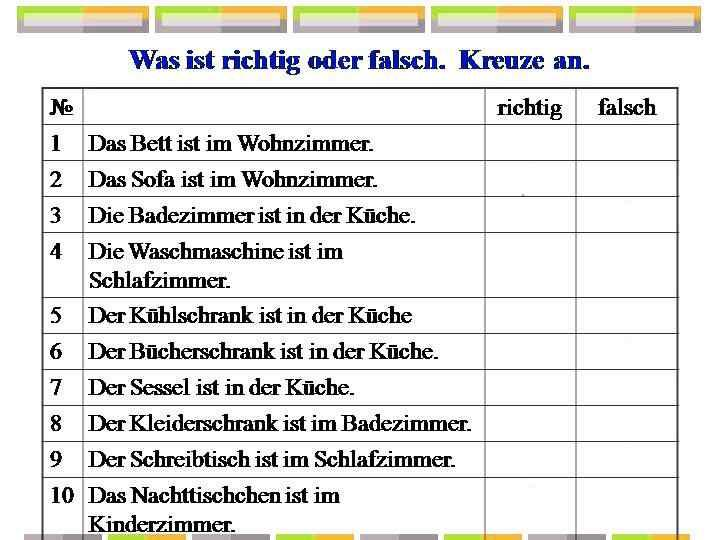 Was ist richtig oder falsch. Kreuze an.
№ richtig falsch
1 Das Bett ist im Wohnzimmer.
2 Das Sofa ist im Wohnzimmer.
3 Die Badezimmer ist in der Kūche.
4 Die Waschmaschine ist im
Schlafzimmer.
5 Der Kūhlschrank ist in der Kūche
6 Der Būcherschrank ist in der Kūche.
7 Der Sessel ist in der Kūche.
8 Der Kleiderschrank ist im Badezimmer.
9 Der Schreibtisch ist im Schlafzimmer.
10 Das Nachttischchen ist im
Kinderzimmer.